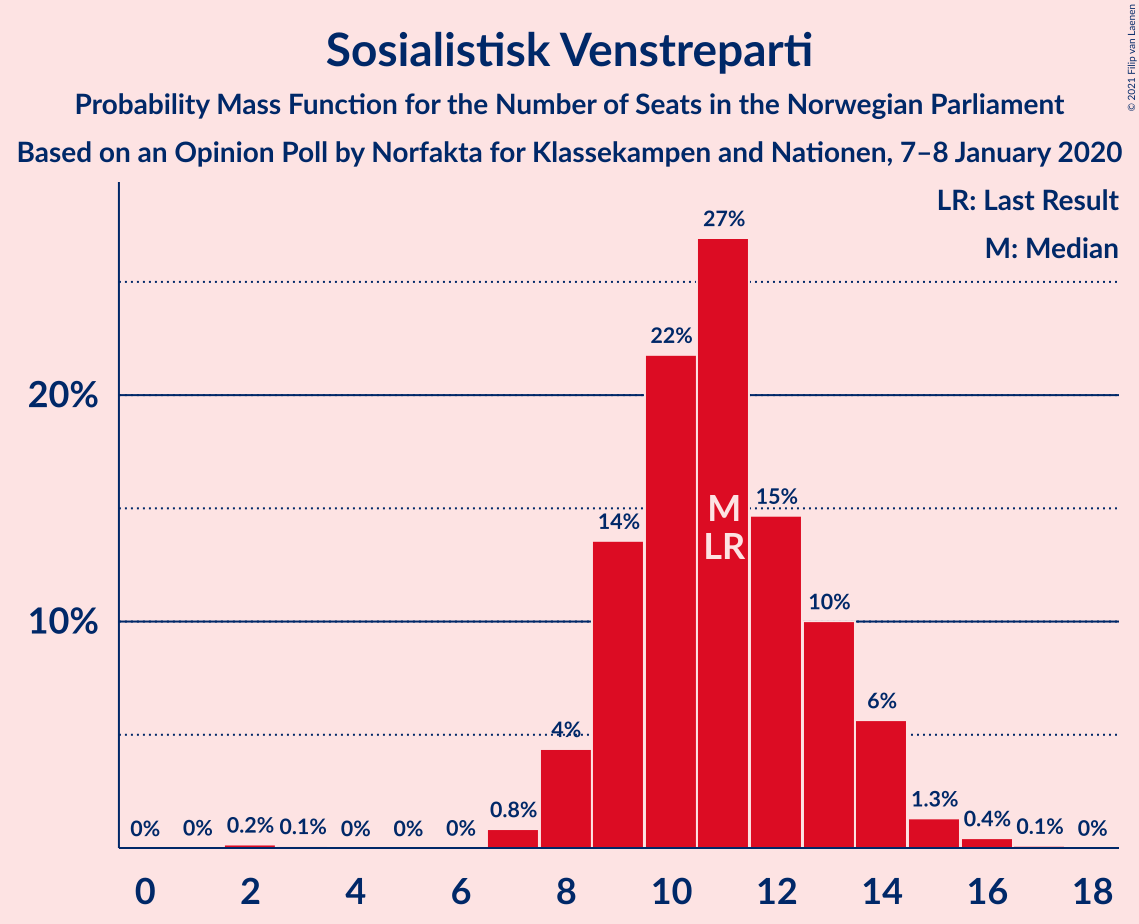 Sosialistisk Venstreparti
Probability Mass Function for the Number of Seats in the Norwegian Parliament
Based on an Opinion Poll by Norfakta for Klassekampen and Nationen, 7–8 January 2020
© 2021 Filip van Laenen
LR: Last Result
M: Median
27%
22%
20%
M
15%
14%
LR
10%
10%
6%
4%
1.3%
0.8%
0.4%
0% 0% 0.2% 0.1% 0% 0% 0% 0.1% 0%
0 2 4 6 8 10 12 14 16 18